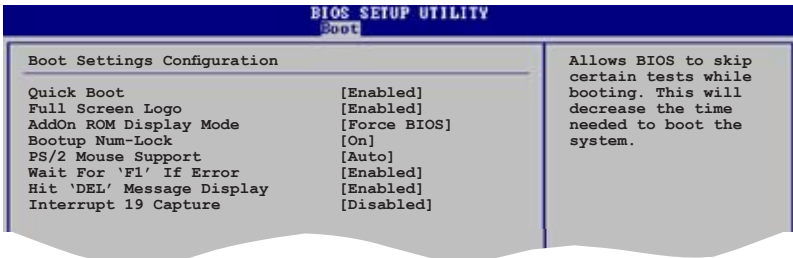 BIOS SETUP UTILITY
Boot
Boot Settings Configuration
Quick Boot [Enabled]
Full Screen Logo [Enabled]
AddOn ROM Display Mode [Force BIOS]
Bootup Num-Lock [On]
PS/2 Mouse Support [Auto]
Wait For ‘F1’ If Error [Enabled]
Hit ‘DEL’ Message Display [Enabled]
Interrupt 19 Capture [Disabled]
Allows BIOS to skip
certain tests while
booting. This will
decrease the time
needed to boot the
system.